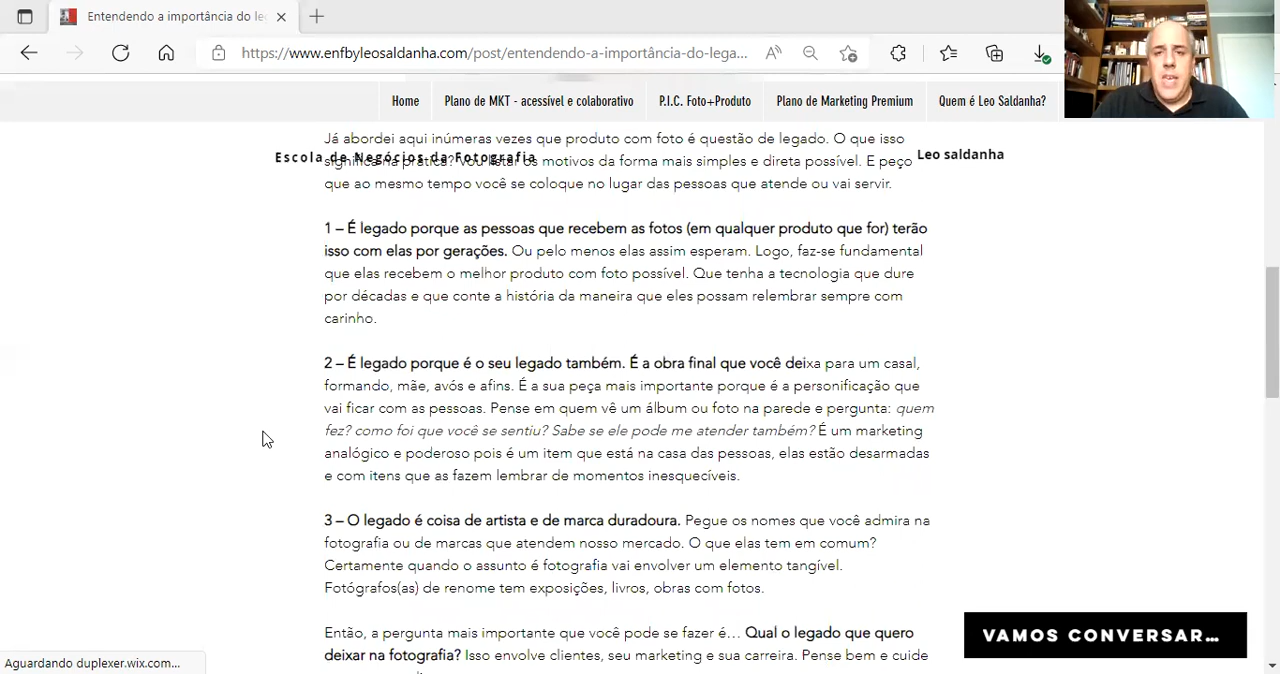 Entendendo a importância do le
https://www.enfbyleosaldanha.com/post/entendendo-a-importância-do-lega...
Home
Plano de MKT - acessível e colaborativo
P.I.C. Foto+Produto
Plano de Marketing Premium
Quem é Leo Saldanha?
Já abordei aqui inúmeras vezes que produto com foto é questão de legado. O que isso
Escola de Negócios da Fotografia
Leo saldanha
significa na prática? Vou listar os motivos da forma mais simples e direta possível. E peço
que ao mesmo tempo você se coloque no lugar das pessoas que atende ou vai servir.
1 – É legado porque as pessoas que recebem as fotos (em qualquer produto que for) terão
isso com elas por gerações. Ou pelo menos elas assim esperam. Logo, faz-se fundamental
que elas recebem o melhor produto com foto possível. Que tenha a tecnologia que dure
por décadas e que conte a história da maneira que eles possam relembrar sempre com
carinho.
2 – É legado porque é o seu legado também. É a obra final que você deixa para um casal,
formando, mãe, avós e afins. É a sua peça mais importante porque é a personificação que
vai ficar com as pessoas. Pense em quem vê um álbum ou foto na parede e pergunta: quem
fez? como foi que você se sentiu? Sabe se ele pode me atender também? É um marketing
analógico e poderoso pois é um item que está na casa das pessoas, elas estão desarmadas
e com itens que as fazem lembrar de momentos inesquecíveis.
3 – O legado é coisa de artista e de marca duradoura. Pegue os nomes que você admira na
fotografia ou de marcas que atendem nosso mercado. O que elas tem em comum?
Certamente quando o assunto é fotografia vai envolver um elemento tangível.
Fotógrafos(as) de renome tem exposições, livros, obras com fotos.
VAMOS CONVERSAR...
Então, a pergunta mais importante que você pode se fazer é... Qual o legado que quero
deixar na fotografia? Isso envolve clientes, seu marketing e sua carreira. Pense bem e cuide
Aguardando duplexer.wix.com...